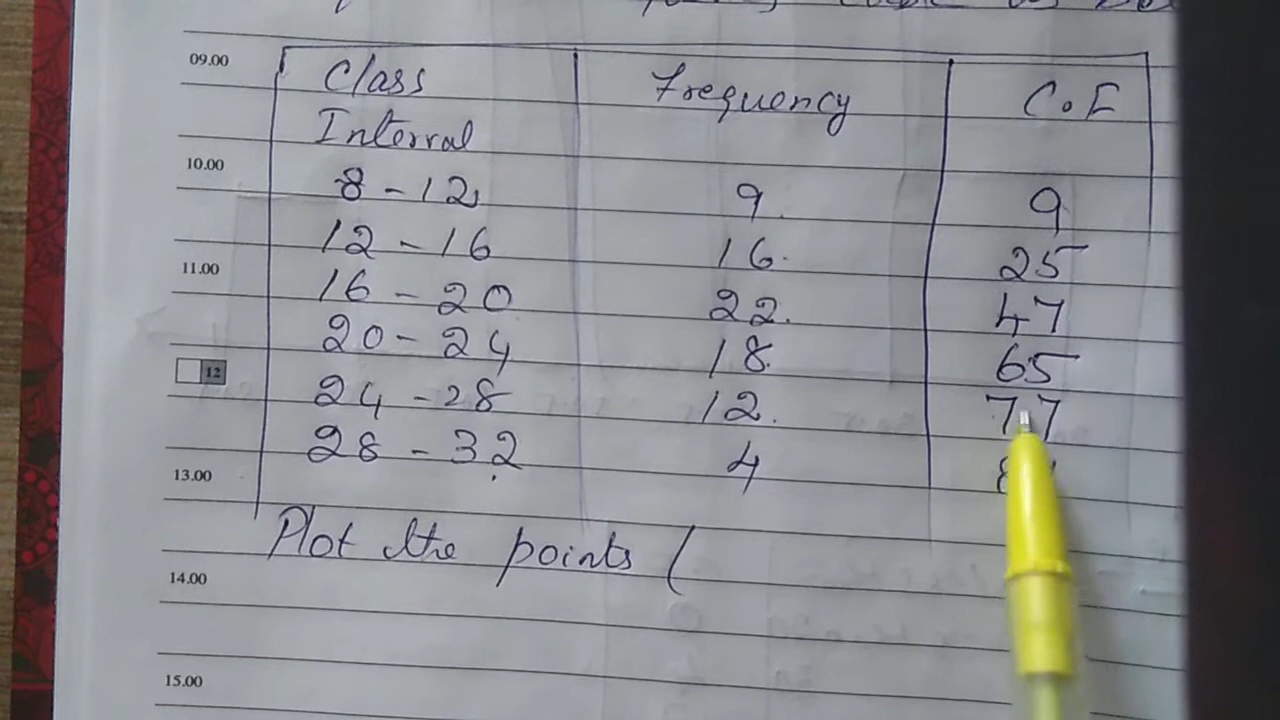 09.00
Class Frequency C.F
Interval
10.00
8 - 12 9 9
12 - 16 16 25
11.00
16 - 20 22 47
20 - 24 18 65
12
24 - 28 12 77
28 - 32 4
13.00
Plot the points (
14.00
15.00